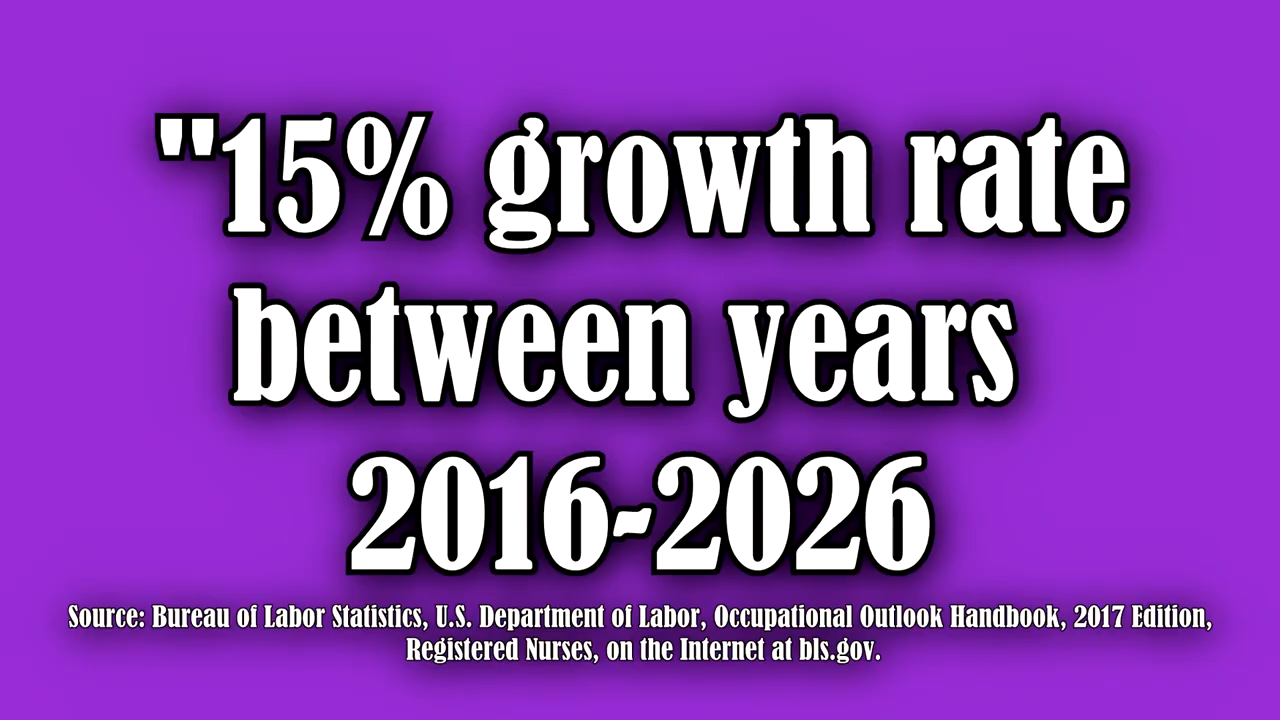 "15% growth rate
between years
2016-2026
Source: Bureau of Labor Statistics, U.S. Department of Labor, Occupational Outlook Handbook, 2017 Edition,
Registered Nurses, on the Internet at bls.gov.